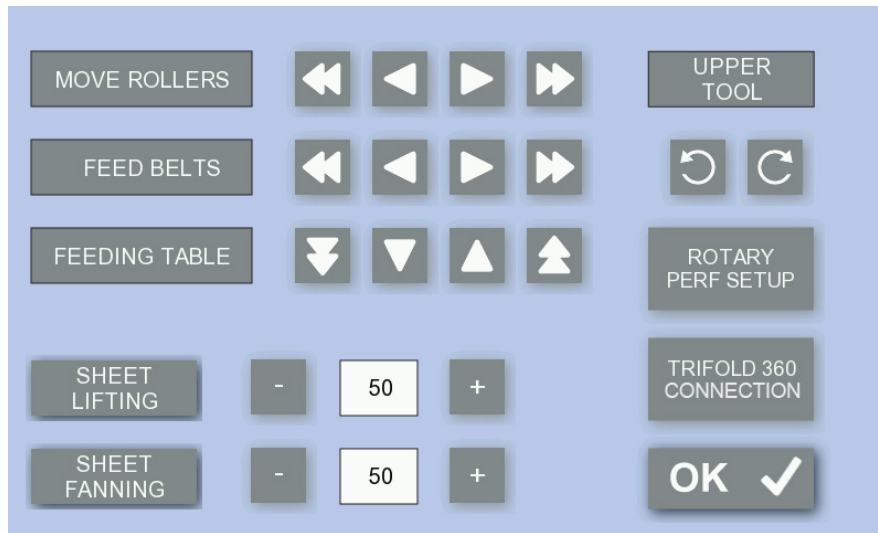 MOVE ROLLERS
UPPER
TOOL
FEED BELTS
FEEDING TABLE
ROTARY
PERF SETUP
SHEET
LIFTING
-
50
+
TRIFOLD 360
CONNECTION
SHEET
FANNING
-
50
+
OK